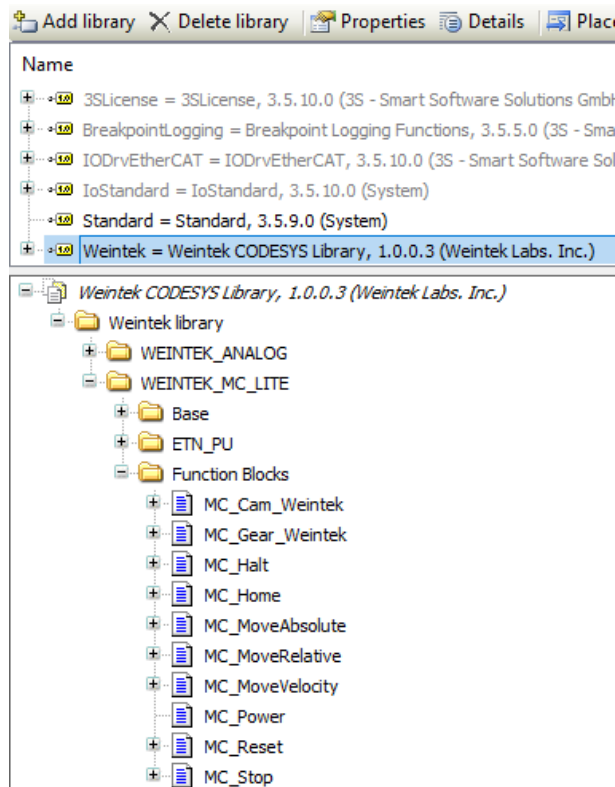 Add library Delete library Properties Details Place
Name
3SLicense = 3SLicense, 3.5.10.0 (3S - Smart Software Solutions GmbH
BreakpointLogging = Breakpoint Logging Functions, 3.5.5.0 (3S - Sma
IODrvEtherCAT = IODrvEtherCAT, 3.5.10.0 (3S - Smart Software Sol
IoStandard = IoStandard, 3.5.10.0 (System)
Standard = Standard, 3.5.9.0 (System)
Weintek = Weintek CODESYS Library, 1.0.0.3 (Weintek Labs. Inc.)
Weintek CODESYS Library, 1.0.0.3 (Weintek Labs. Inc.)
Weintek library
WEINTEK_ANALOG
WEINTEK_MC_LITE
Base
ETN_PU
Function Blocks
MC_Cam_Weintek
MC_Gear_Weintek
MC_Halt
MC_Home
MC_MoveAbsolute
MC_MoveRelative
MC_MoveVelocity
MC_Power
MC_Reset
MC_Stop